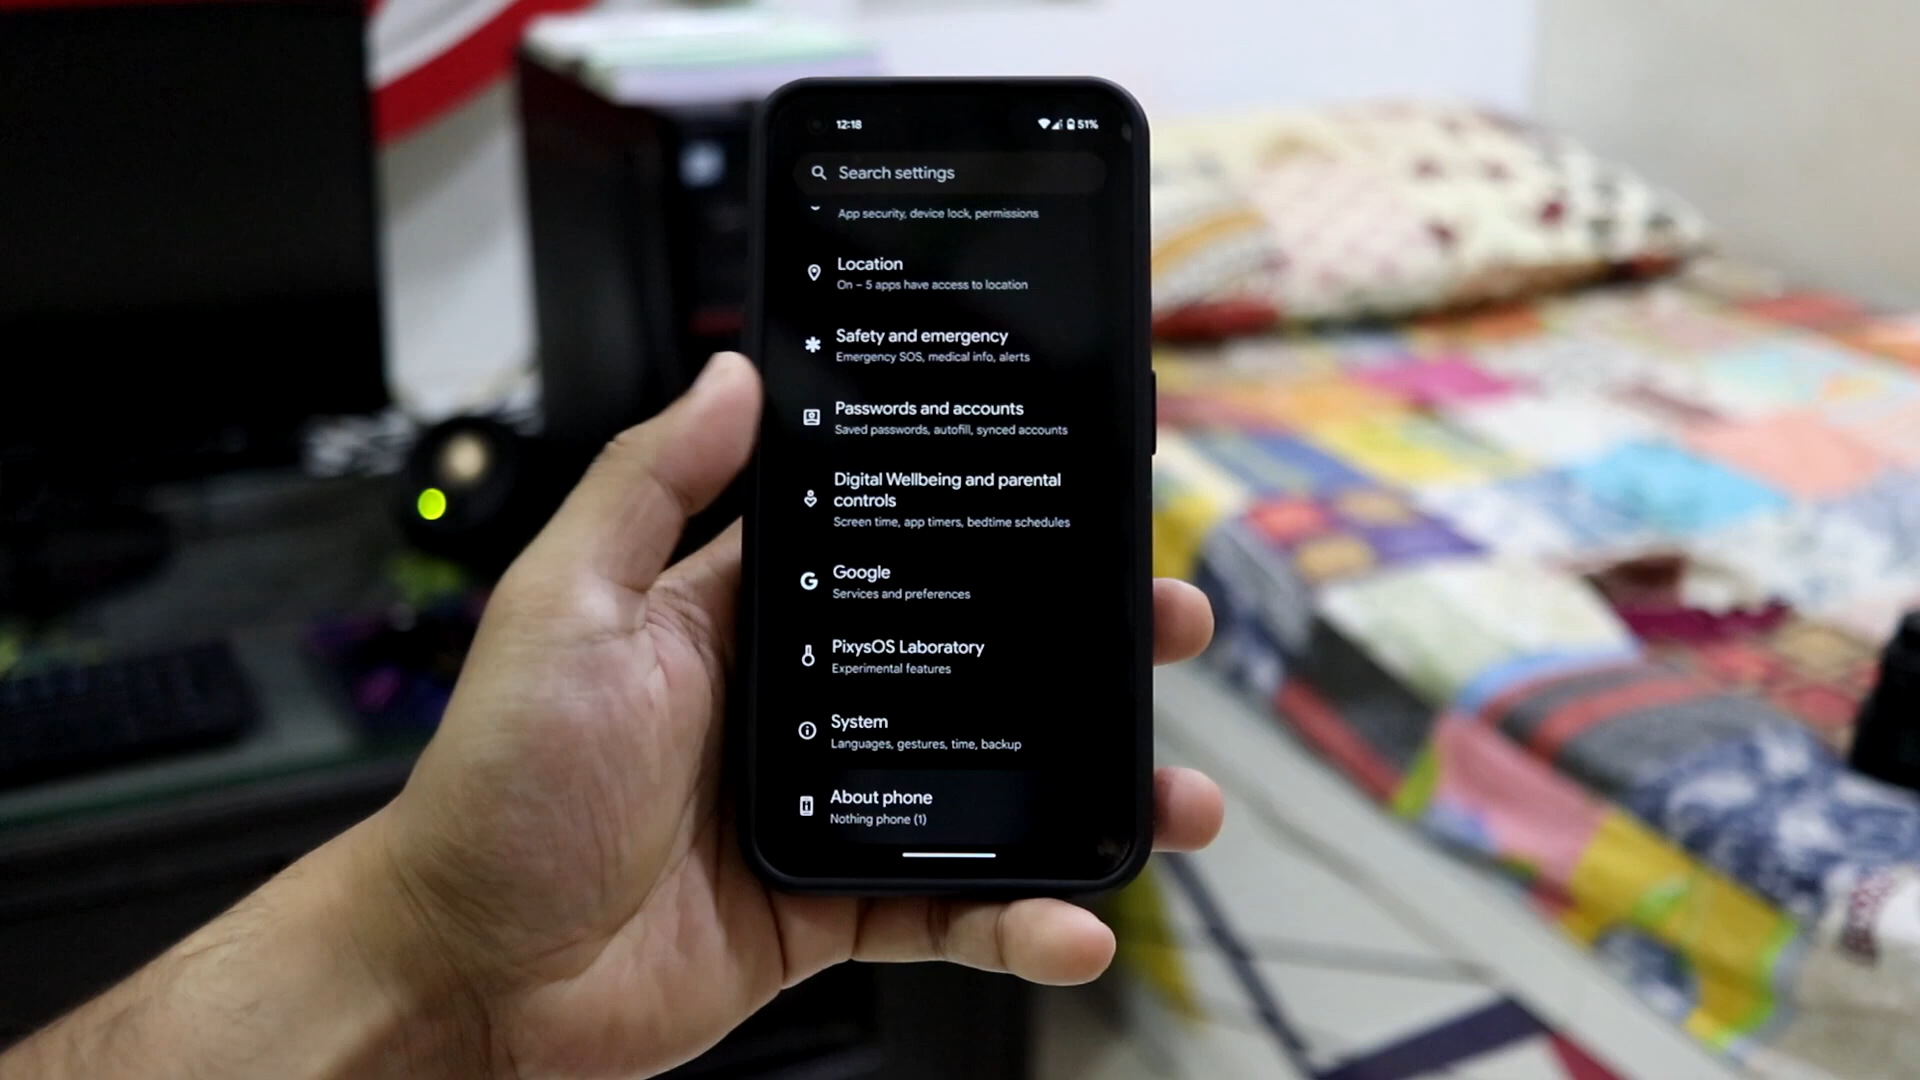 12:18
51%
Search settings
App security, device lock, permissions
Location
On – 5 apps have access to location
Safety and emergency
Emergency SOS, medical info, alerts
Passwords and accounts
Saved passwords, autofill, synced accounts
Digital Wellbeing and parental
controls
Screen time, app timers, bedtime schedules
Google
Services and preferences
PixysOS Laboratory
Experimental features
System
Languages, gestures, time, backup
About phone
Nothing phone (1)